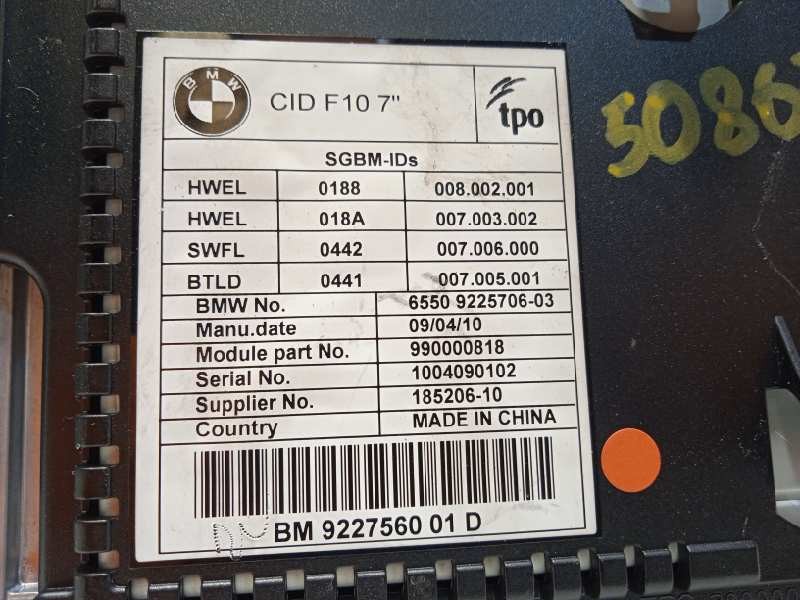 BMW
CID F10 7"
tpo
SGBM-IDs
HWEL 0188 008.002.001
HWEL 018A 007.003.002
SWFL 0442 007.006.000
BTLD 0441 007.005.001
BMW No. 6550 9225706-03
Manu.date 09/04/10
Module part No. 990000818
Serial No. 1004090102
Supplier No. 185206-10
Country MADE IN CHINA
BM 9227560 01 D
5086